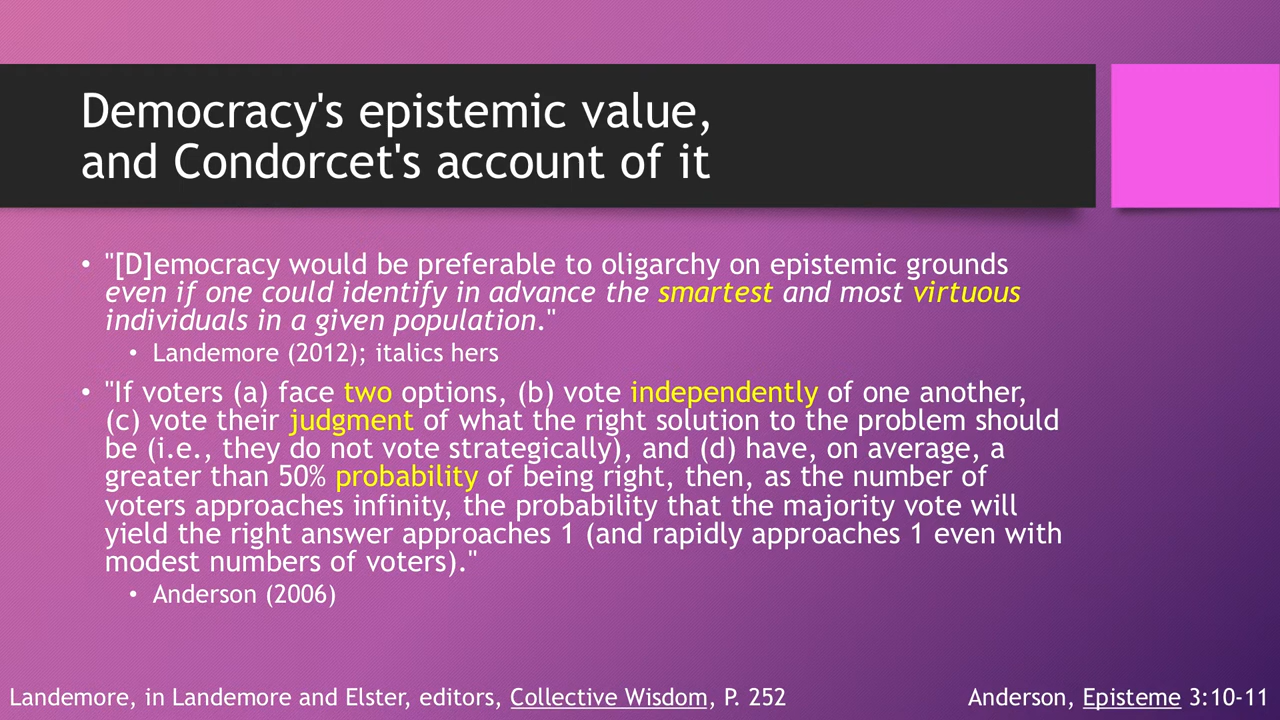 Democracy's epistemic value,
and Condorcet's account of it
• "[D]emocracy would be preferable to oligarchy on epistemic grounds
even if one could identify in advance the smartest and most virtuous
individuals in a given population."
• Landemore (2012); italics hers
• "If voters (a) face two options, (b) vote independently of one another,
(c) vote their judgment of what the right solution to the problem should
be (i.e., they do not vote strategically), and (d) have, on average, a
greater than 50% probability of being right, then, as the number of
voters approaches infinity, the probability that the majority vote will
yield the right answer approaches 1 (and rapidly approaches 1 even with
modest numbers of voters)."
• Anderson (2006)
Landemore, in Landemore and Elster, editors, Collective Wisdom, P. 252
Anderson, Episteme 3:10-11